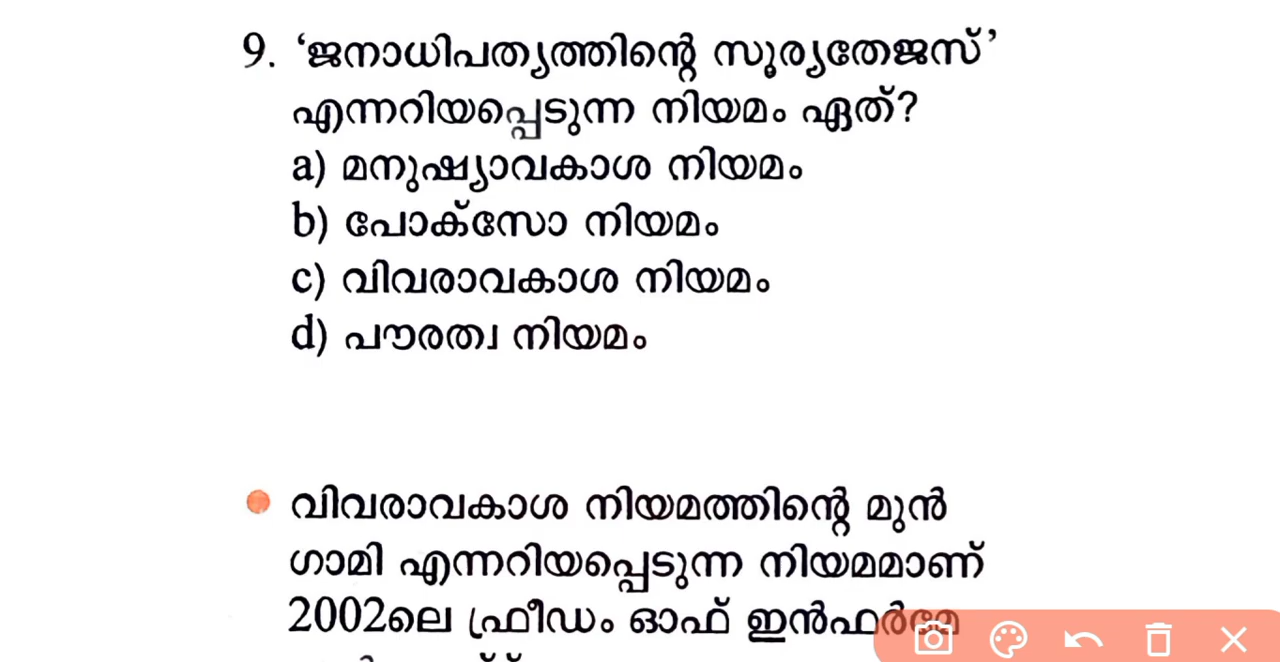 9. ‘ജനാധിപത്യത്തിന്റെ സൂര്യതേജസ്’
എന്നറിയപ്പെടുന്ന നിയമം ഏത്?
a) മനുഷ്യാവകാശ നിയമം
b) പോക്സോ നിയമം
c) വിവരാവകാശ നിയമം
d) പൗരത്വ നിയമം
വിവരാവകാശ നിയമത്തിന്റെ മുൻ
ഗാമി എന്നറിയപ്പെടുന്ന നിയമമാണ്
2002ലെ ഫ്രീഡം ഓഫ് ഇൻഫർമേ